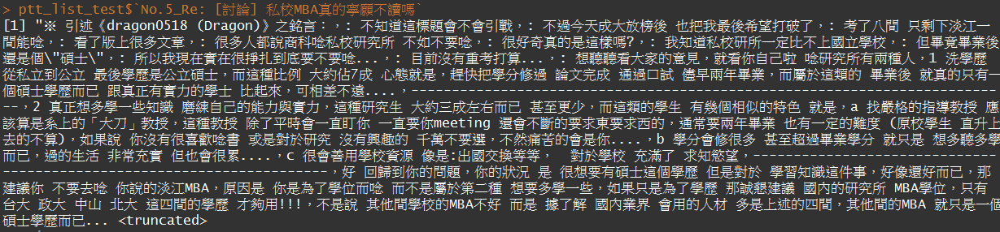 > ptt_list_test$`No.5_Re: [討論] 私校MBA真的寧願不讀嗎`
[1] "※ 引述《dragon0518 (Dragon)》之銘言：,: 不知道這標題會不會引戰,: 不過今天成大放榜後 也把我最後希望打破了,: 考了八間 只剩下淡江一
間能唸,: 看了版上很多文章,: 很多人都說商科唸私校研究所 不如不要唸,: 很好奇真的是這樣嗎?,: 我知道私校研所一定比不上國立學校,: 但畢竟畢業後
還是個\"碩士\",: 所以我現在實在很掙扎到底要不要唸...,: 目前沒有重考打算...,: 想聽聽看大家的意見,就看你自己啦 唸研究所有兩種人,1 洗學歷
從私立到公立 最後學歷是公立碩士,而這種比例 大約佔7成 心態就是,趕快把學分修過 論文完成 通過口試 儘早兩年畢業,而屬於這類的 畢業後 就真的只有一
個碩士學歷而已 跟真正有實力的學士 比起來,可相差不遠....,-----------------------------------------------------------------------------
--,2 真正想多學一些知識 磨練自己的能力與實力,這種研究生 大約三成左右而已 甚至更少,而這類的學生 有幾個相似的特色 就是,a 找嚴格的指導教授 應
該算是系上的「大刀」教授,這種教授 除了平時會一直盯你 一直要你meeting 還會不斷的要求東要求西的,通常要兩年畢業 也有一定的難度 (原校學生 直升上
去的不算),如果說 你沒有很喜歡唸書 或是對於研究 沒有興趣的 千萬不要選,不然痛苦的會是你....,b 學分會修很多 甚至超過畢業學分 就只是 想多聽多學
而已,過的生活 非常充實 但也會很累....,c 很會善用學校資源 像是:出國交換等等,  對於學校 充滿了 求知慾望,---------------------------------
-------------------------------------------,好 回歸到你的問題,你的狀況 是 很想要有碩士這個學歷 但是對於 學習知識這件事,好像還好而已,那
建議你 不要去唸 你說的淡江MBA,原因是 你是為了學位而唸 而不是屬於第二種 想要多學一些,如果只是為了學歷 那誠懇建議 國內的研究所 MBA學位,只有
台大 政大 中山 北大 這四間的學歷 才夠用!!!,不是說 其他間學校的MBA不好 而是 據了解 國內業界 會用的人材 多是上述的四間,其他間的MBA 就只是一個
碩士學歷而已... <truncated>